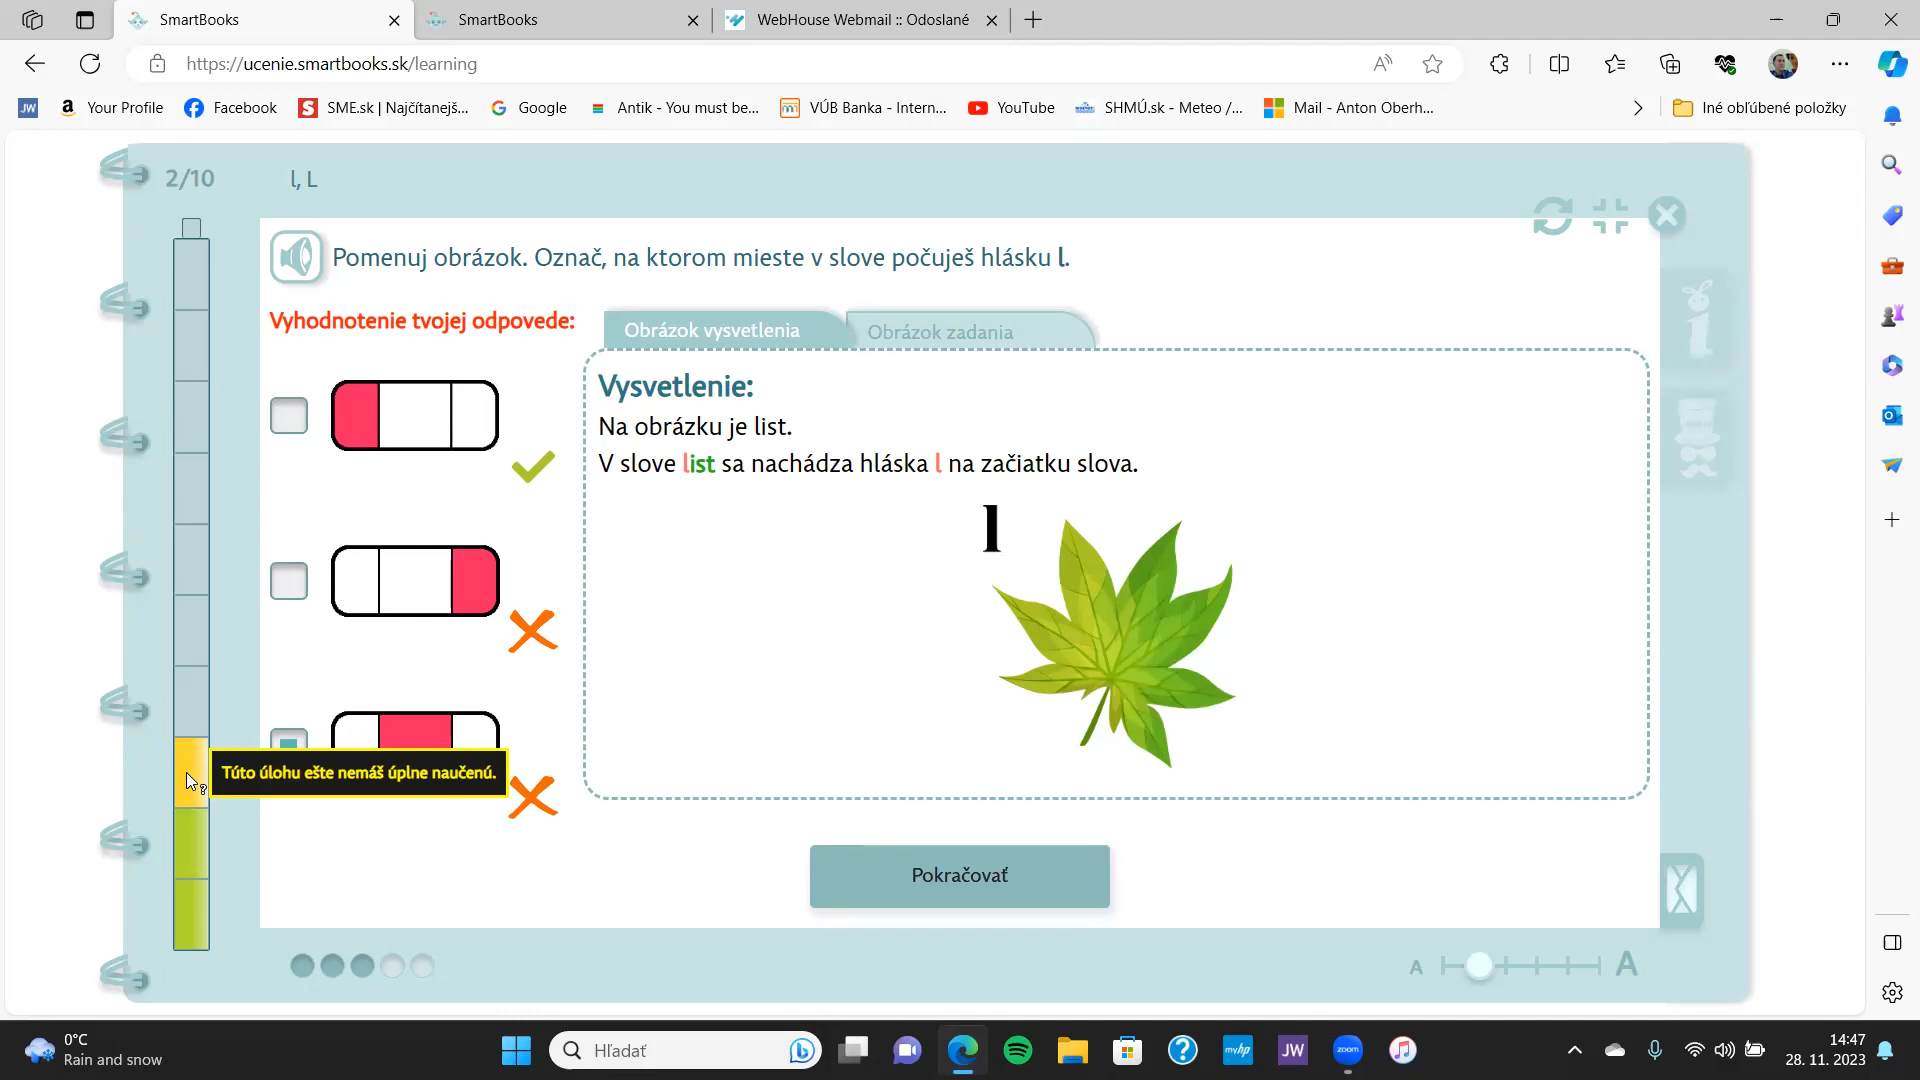 SmartBooks
SmartBooks
WebHouse Webmail :: Odoslané
https://ucenie.smartbooks.sk/learning
JW
Your Profile
Facebook
SME.sk | Najčítanejš...
Google
Antik - You must be...
VÚB Banka - Intern...
YouTube
SHMÚ.sk - Meteo /...
Mail - Anton Oberh...
Iné obľúbené položky
2/10
l, L
Pomenuj obrázok. Označ, na ktorom mieste v slove počuješ hlásku l.
Vyhodnotenie tvojej odpovede:
Obrázok vysvetlenia
Obrázok zadania
Vysvetlenie:
Na obrázku je list.
V slove list sa nachádza hláska l na začiatku slova.
l
Túto úlohu ešte nemáš úplne naučenú.
Pokračovať
A
A
0°C
Rain and snow
Hľadať
myhp
JW
zoom
14:47
28. 11. 2023